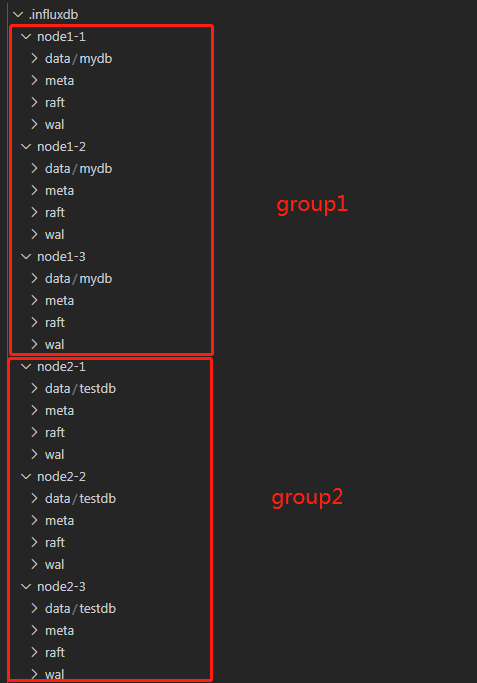 .influxdb
node1-1
data/mydb
meta
raft
wal
node1-2
data/mydb
meta
group1
raft
wal
node1-3
data/mydb
meta
raft
wal
node2-1
data/testdb
meta
raft
wal
node2-2
data/testdb
group2
meta
raft
wal
node2-3
data/testdb
meta
raft
wal